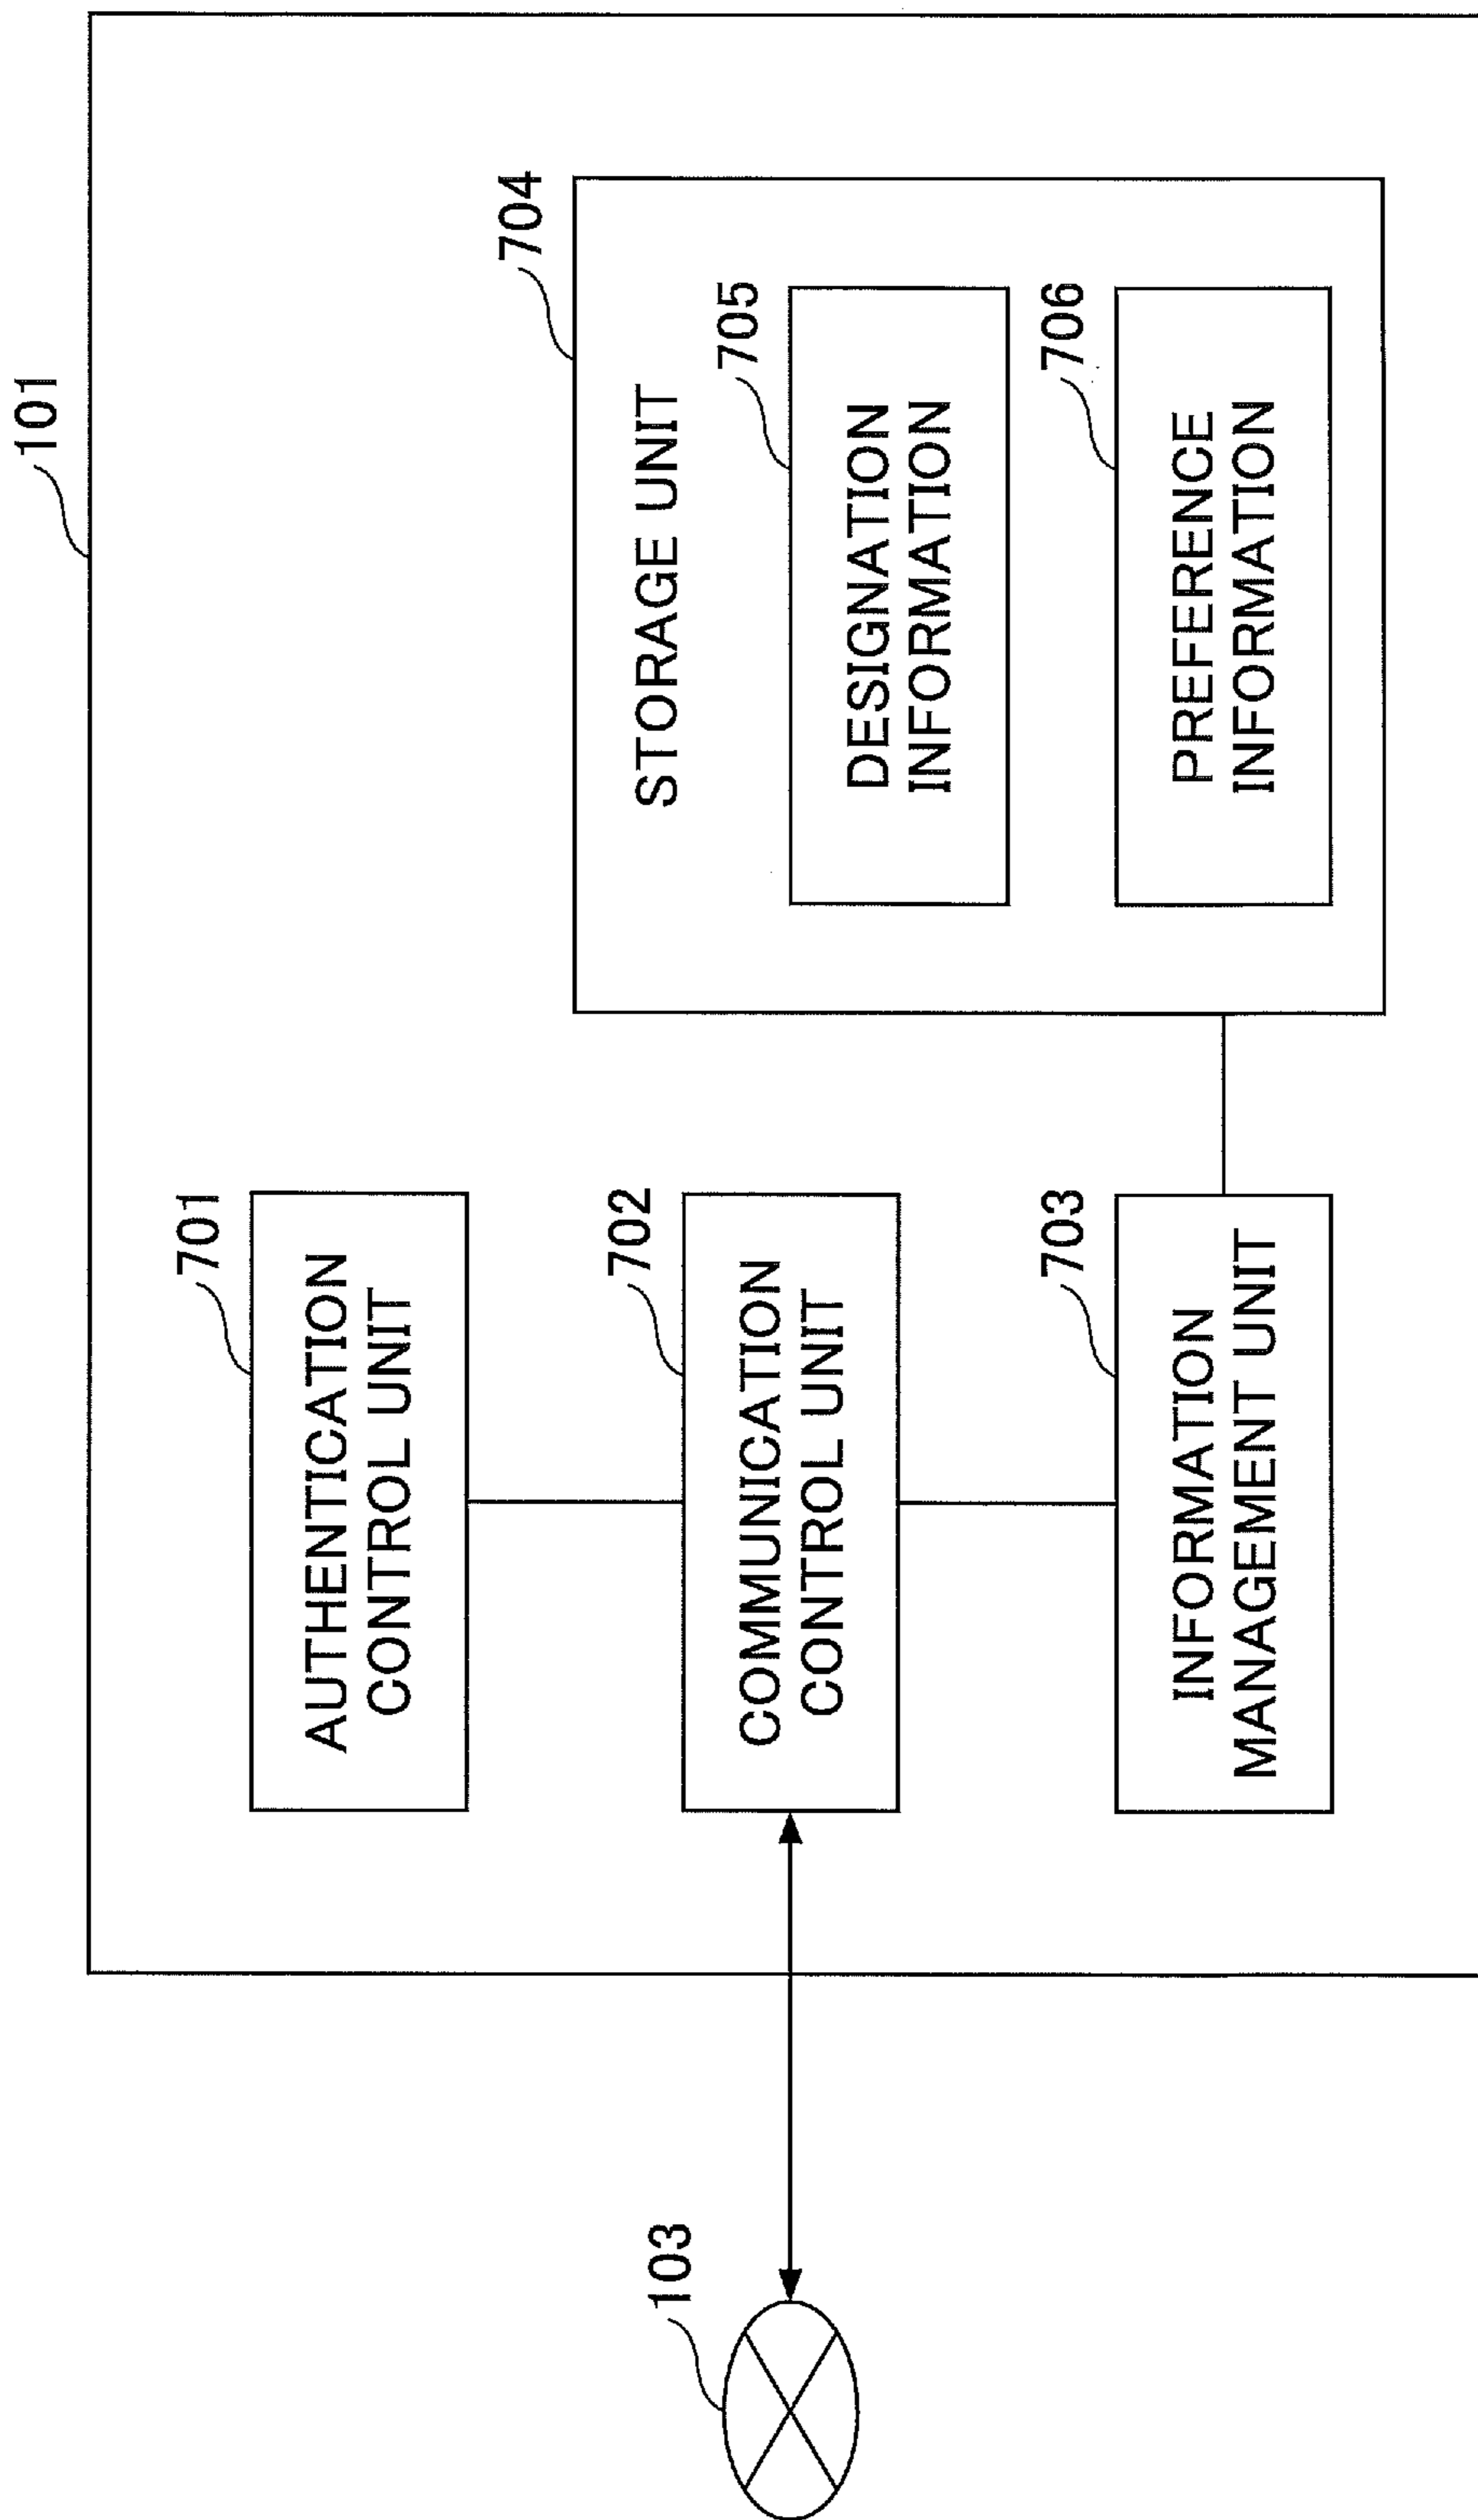 101
701
AUTHENTICATION
CONTROL UNIT
704
STORAGE UNIT
103
702
COMMUNICATION
CONTROL UNIT
705
DESIGNATION
INFORMATION
703
INFORMATION
MANAGEMENT UNIT
706
PREFERENCE
INFORMATION